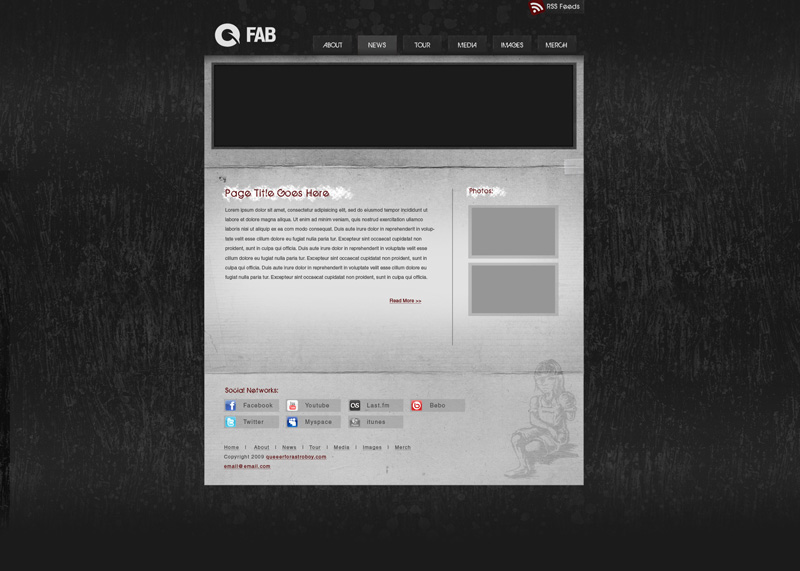 RSS Feeds
FAB
ABOUT NEWS TOUR MEDIA IMAGES MERCH
Page Title Goes Here
Photos:
Lorem ipsum dolor sit amet, consectetur adipisicing elit, sed do eiusmod tempor incididunt ut
labore et dolore magna aliqua. Ut enim ad minim veniam, quis nostrud exercitation ullamco
laboris nisi ut aliquip ex ea com modo consequat. Duis aute irure dolor in reprehenderit in volup-
tate velit esse cillum dolore eu fugiat nulla paria tur. Excepteur sint occaecat cupidatat non
proident, sunt in culpa qui officia. Duis aute irure dolor in reprehenderit in voluptate velit esse
cillum dolore eu fugiat nulla paria tur. Excepteur sint occaecat cupidatat non proident, sunt in
culpa qui officia. Duis aute irure dolor in reprehenderit in voluptate velit esse cillum dolore eu
fugiat nulla paria tur. Excepteur sint occaecat cupidatat non proident, sunt in culpa qui officia.
Read More >>
Social Networks:
Facebook Youtube Last.fm Bebo
Twitter Myspace itunes
Home | About | News | Tour | Media | Images | Merch
Copyright 2009 queerforastroboy.com
email@email.com